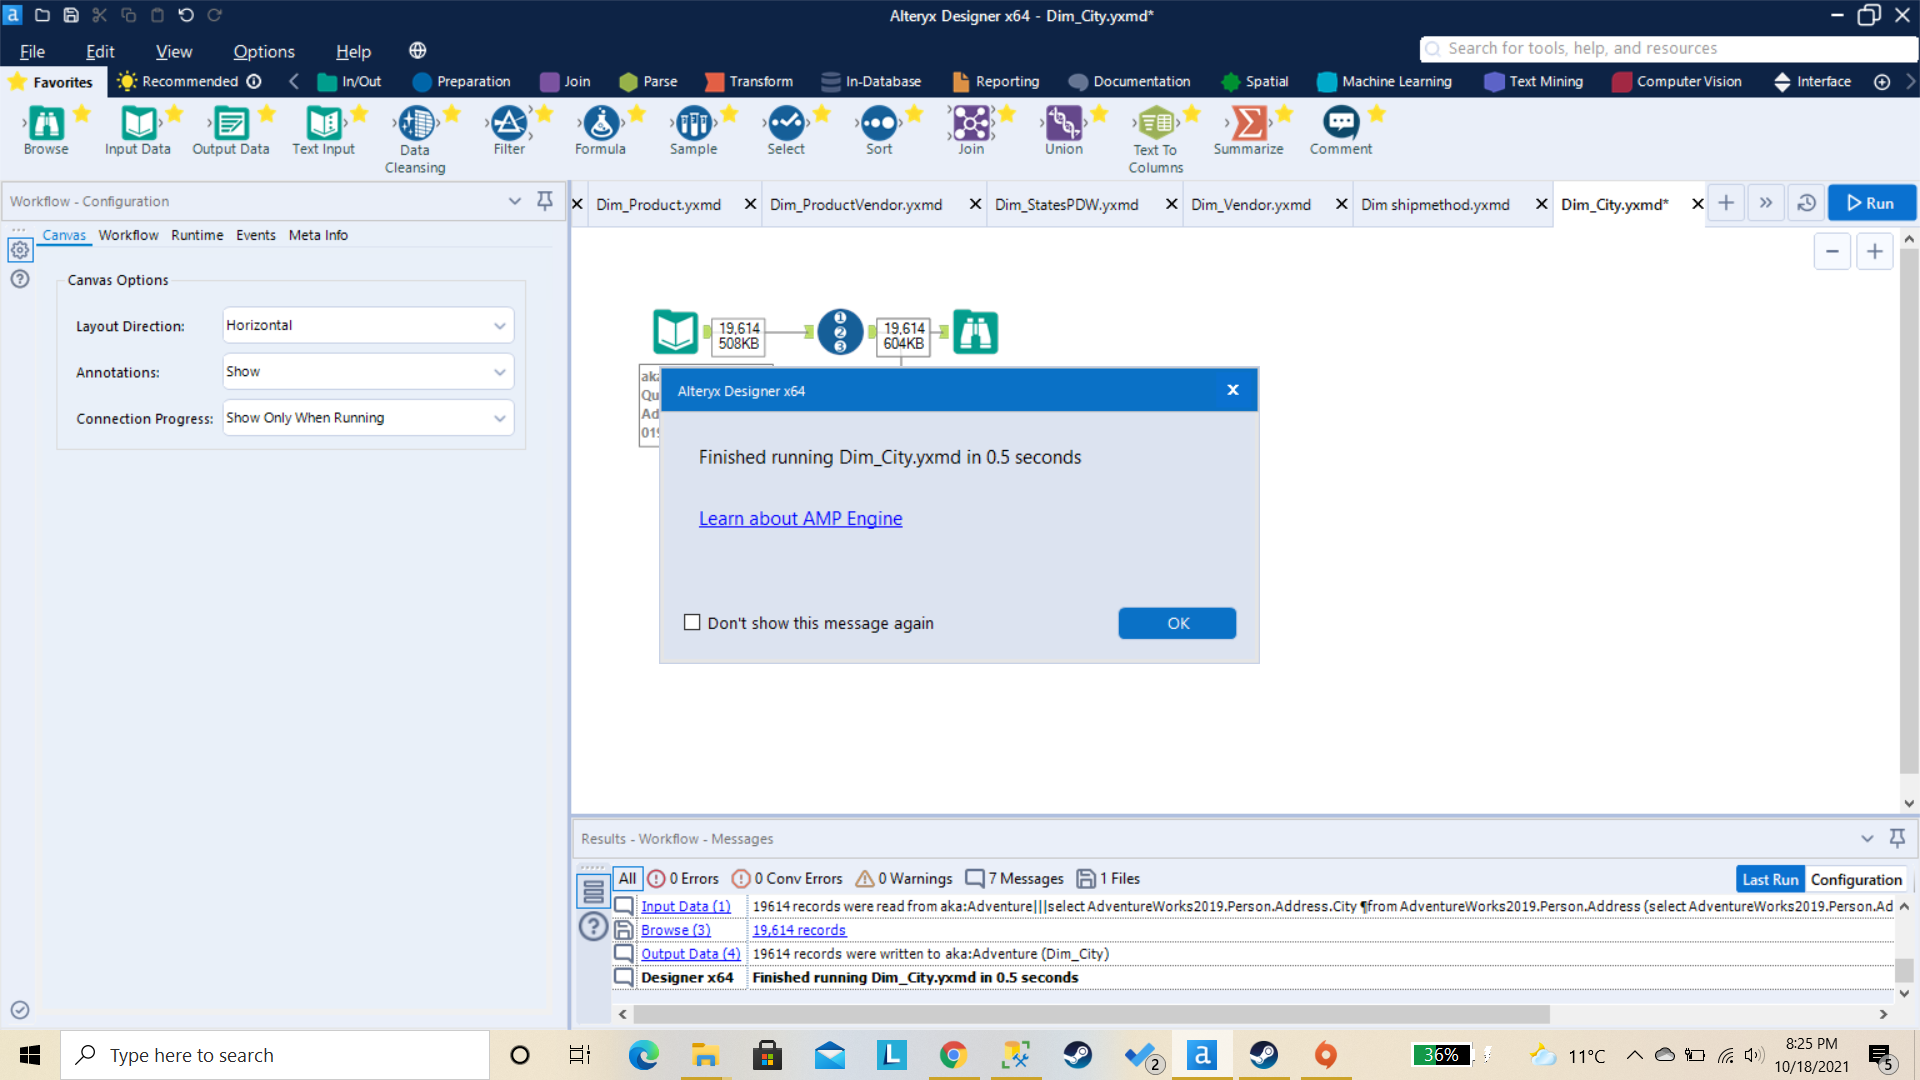 a
Alteryx Designer x64 - Dim_City.yxmd*
File Edit View Options Help
Search for tools, help, and resources
Favorites Recommended In/Out Preparation Join Parse Transform In-Database Reporting Documentation Spatial Machine Learning Text Mining Computer Vision Interface
Browse Input Data Output Data Text Input Data Cleansing Filter Formula Sample Select Sort Join Union Text To Columns Summarize Comment
Workflow - Configuration
Dim_Product.yxmd Dim_ProductVendor.yxmd Dim_StatesPDW.yxmd Dim_Vendor.yxmd Dim shipmethod.yxmd Dim_City.yxmd* Run
Canvas Workflow Runtime Events Meta Info
Canvas Options
Layout Direction: Horizontal
Annotations: Show
Connection Progress: Show Only When Running
19,614
508KB
1
2
3
19,614
604KB
aka
Qu
Ad
019
Alteryx Designer x64
Finished running Dim_City.yxmd in 0.5 seconds
Learn about AMP Engine
Don't show this message again
OK
Results - Workflow - Messages
All 0 Errors 0 Conv Errors 0 Warnings 7 Messages 1 Files Last Run Configuration
Input Data (1) 19614 records were read from aka:Adventure|||select AdventureWorks2019.Person.Address.City ¶from AdventureWorks2019.Person.Address (select AdventureWorks2019.Person.Ad
Browse (3) 19,614 records
Output Data (4) 19614 records were written to aka:Adventure (Dim_City)
Designer x64 Finished running Dim_City.yxmd in 0.5 seconds
Type here to search
L
2
a
36%
11°C
8:25 PM
10/18/2021
5